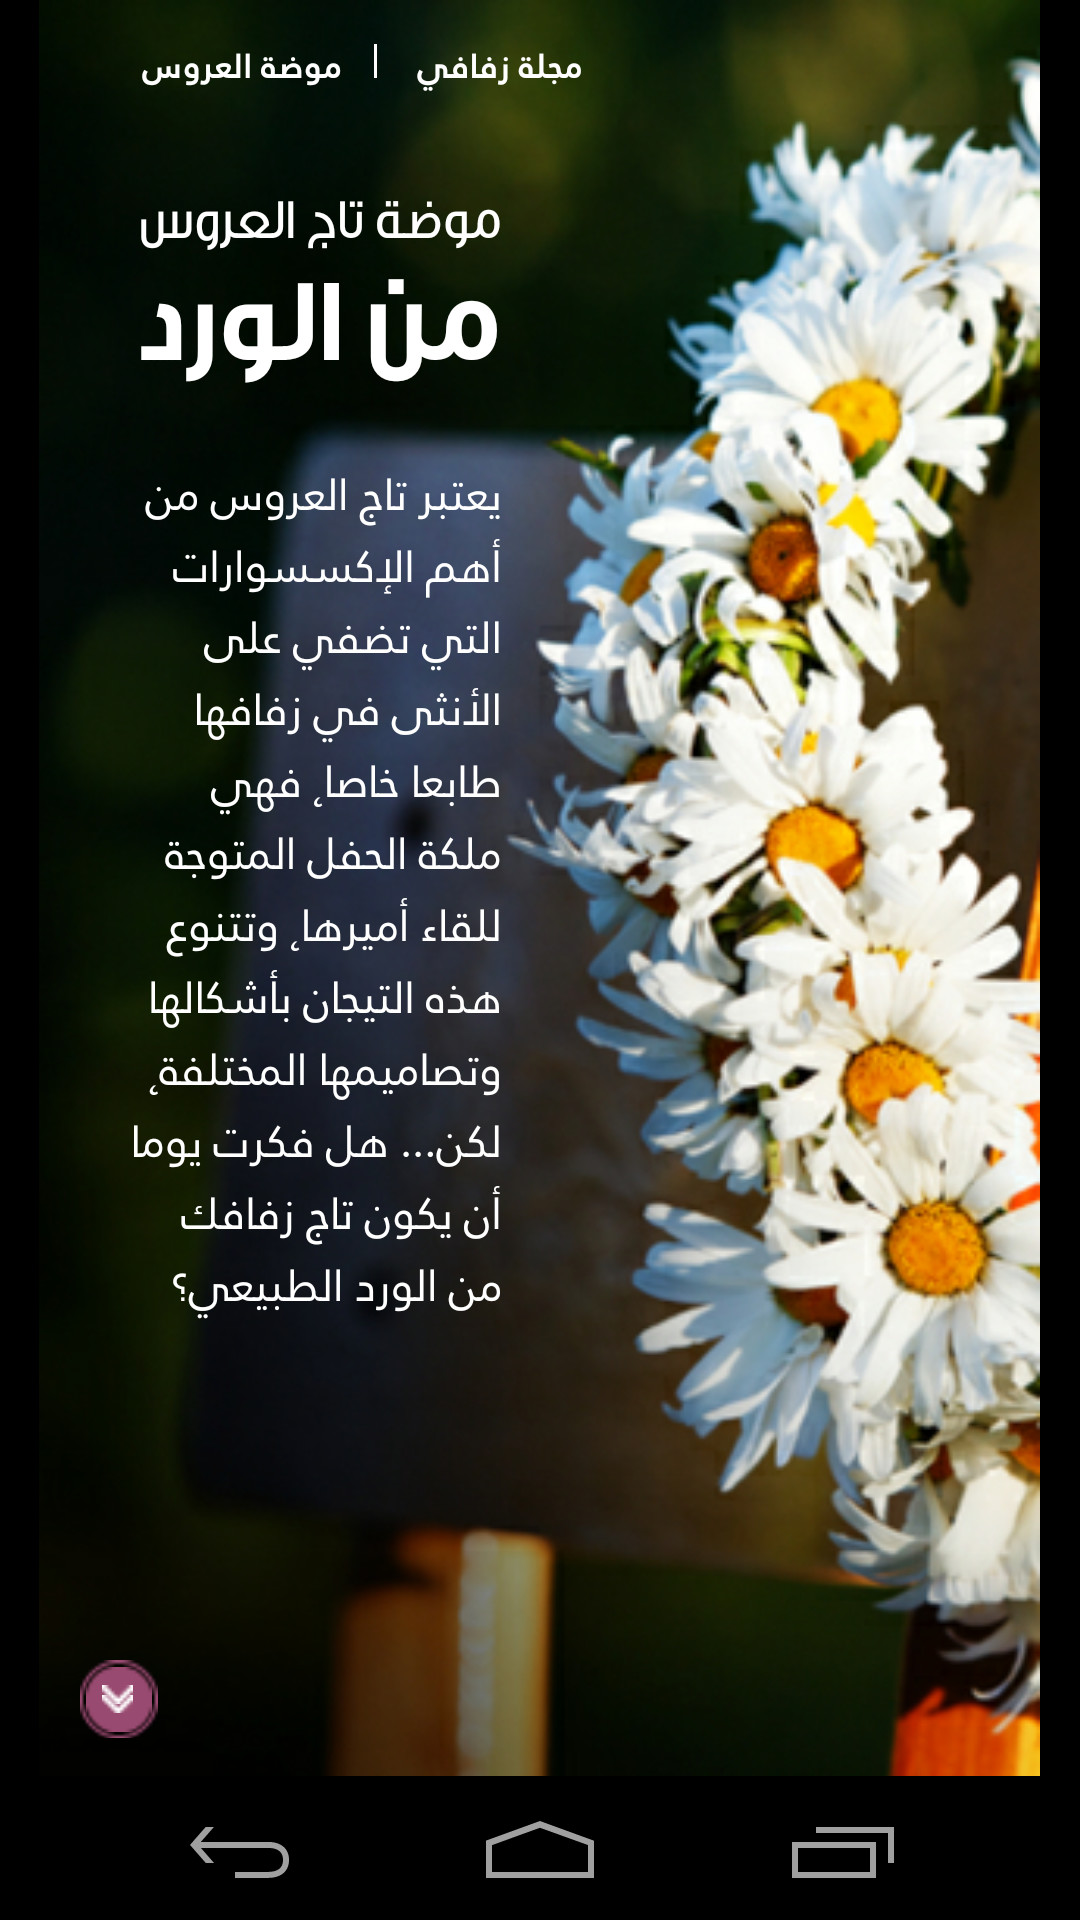 مجلة زفافي | موضة العروس
موضة تاج العروس
من الورد
يعتبر تاج العروس من
أهم الإكسسوارات
التي تضفي على
الأنثى في زفافها
طابعا خاصا، فهي
ملكة الحفل المتوجة
للقاء أميرها، وتتنوع
هذه التيجان بأشكالها
وتصاميمها المختلفة،
لكن... هل فكرت يوما
أن يكون تاج زفافك
من الورد الطبيعي؟